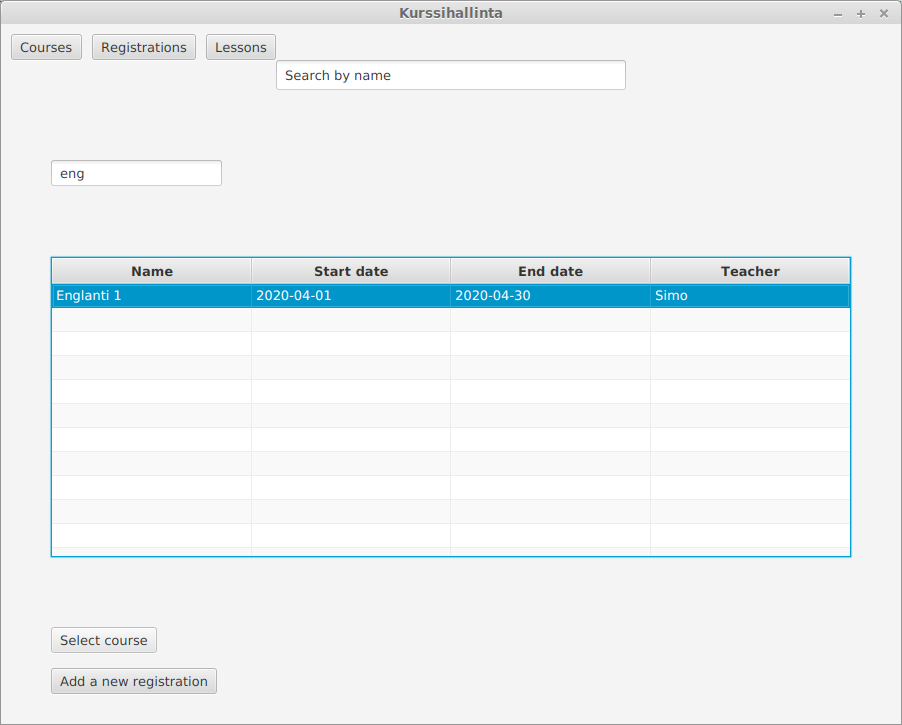 Kurssihallinta
Courses Registrations Lessons
Search by name
eng
Name Start date End date Teacher
Englanti 1 2020-04-01 2020-04-30 Simo
Select course
Add a new registration